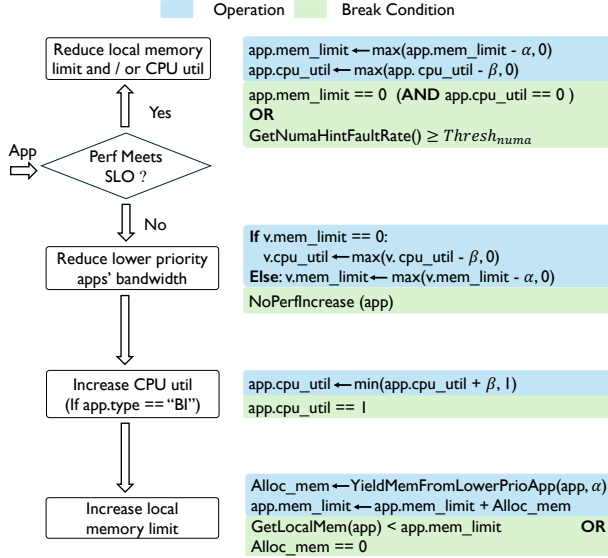 Operation
Break Condition
Reduce local memory
limit and / or CPU util
app.mem_limit←max(app.mem_limit - α, 0)
app.cpu_util←max(app. cpu_util - β, 0)
app.mem_limit == 0 (AND app.cpu_util == 0 )
OR
GetNumaHintFaultRate() ≥ Thresh_numa
Yes
App
Perf Meets
SLO ?
No
Reduce lower priority
apps' bandwidth
If v.mem_limit == 0:
v.cpu_util←max(v. cpu_util - β, 0)
Else: v.mem_limit←max(v.mem_limit - α, 0)
NoPerfIncrease (app)
Increase CPU util
(If app.type == “BI”)
app.cpu_util←min(app.cpu_util + β, 1)
app.cpu_util == 1
Increase local
memory limit
Alloc_mem←YieldMemFromLowerPrioApp(app, α)
app.mem_limit← app.mem_limit + Alloc_mem
GetLocalMem(app) < app.mem_limit OR
Alloc_mem == 0